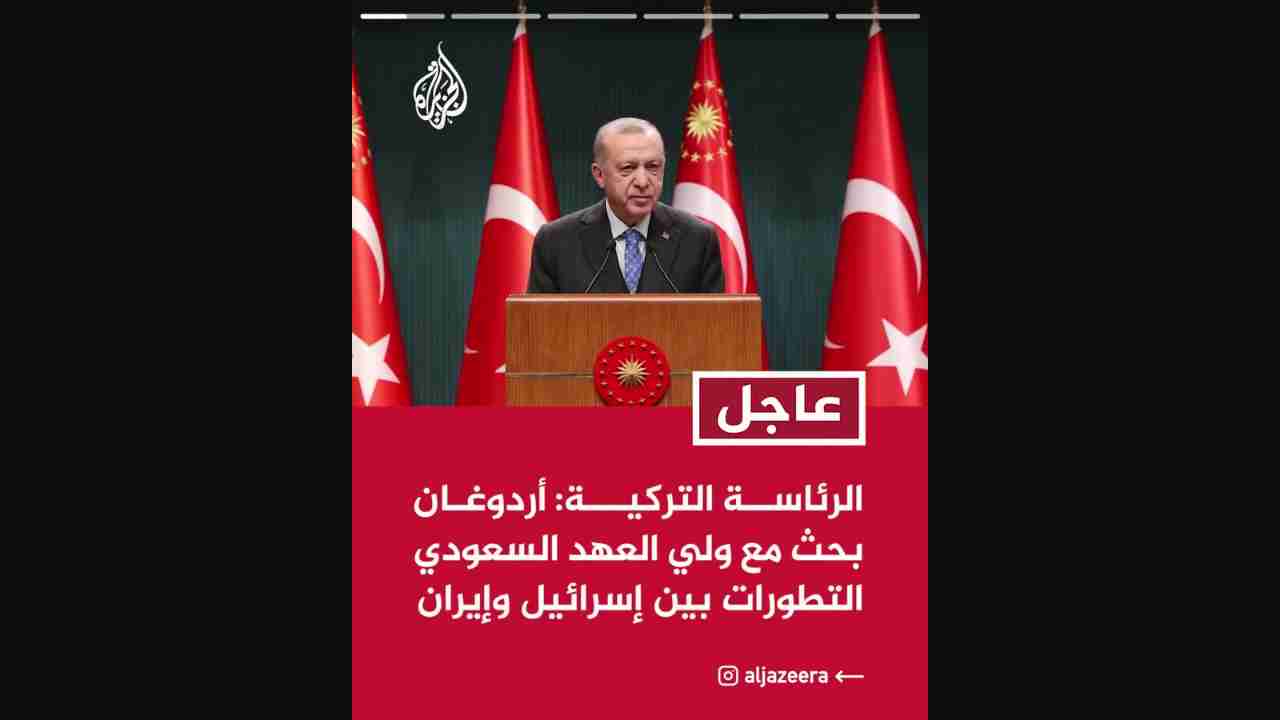 الجزيرة
عاجل
الرئاسة التركية: أردوغان
بحث مع ولي العهد السعودي
التطورات بين إسرائيل وإيران
aljazeera